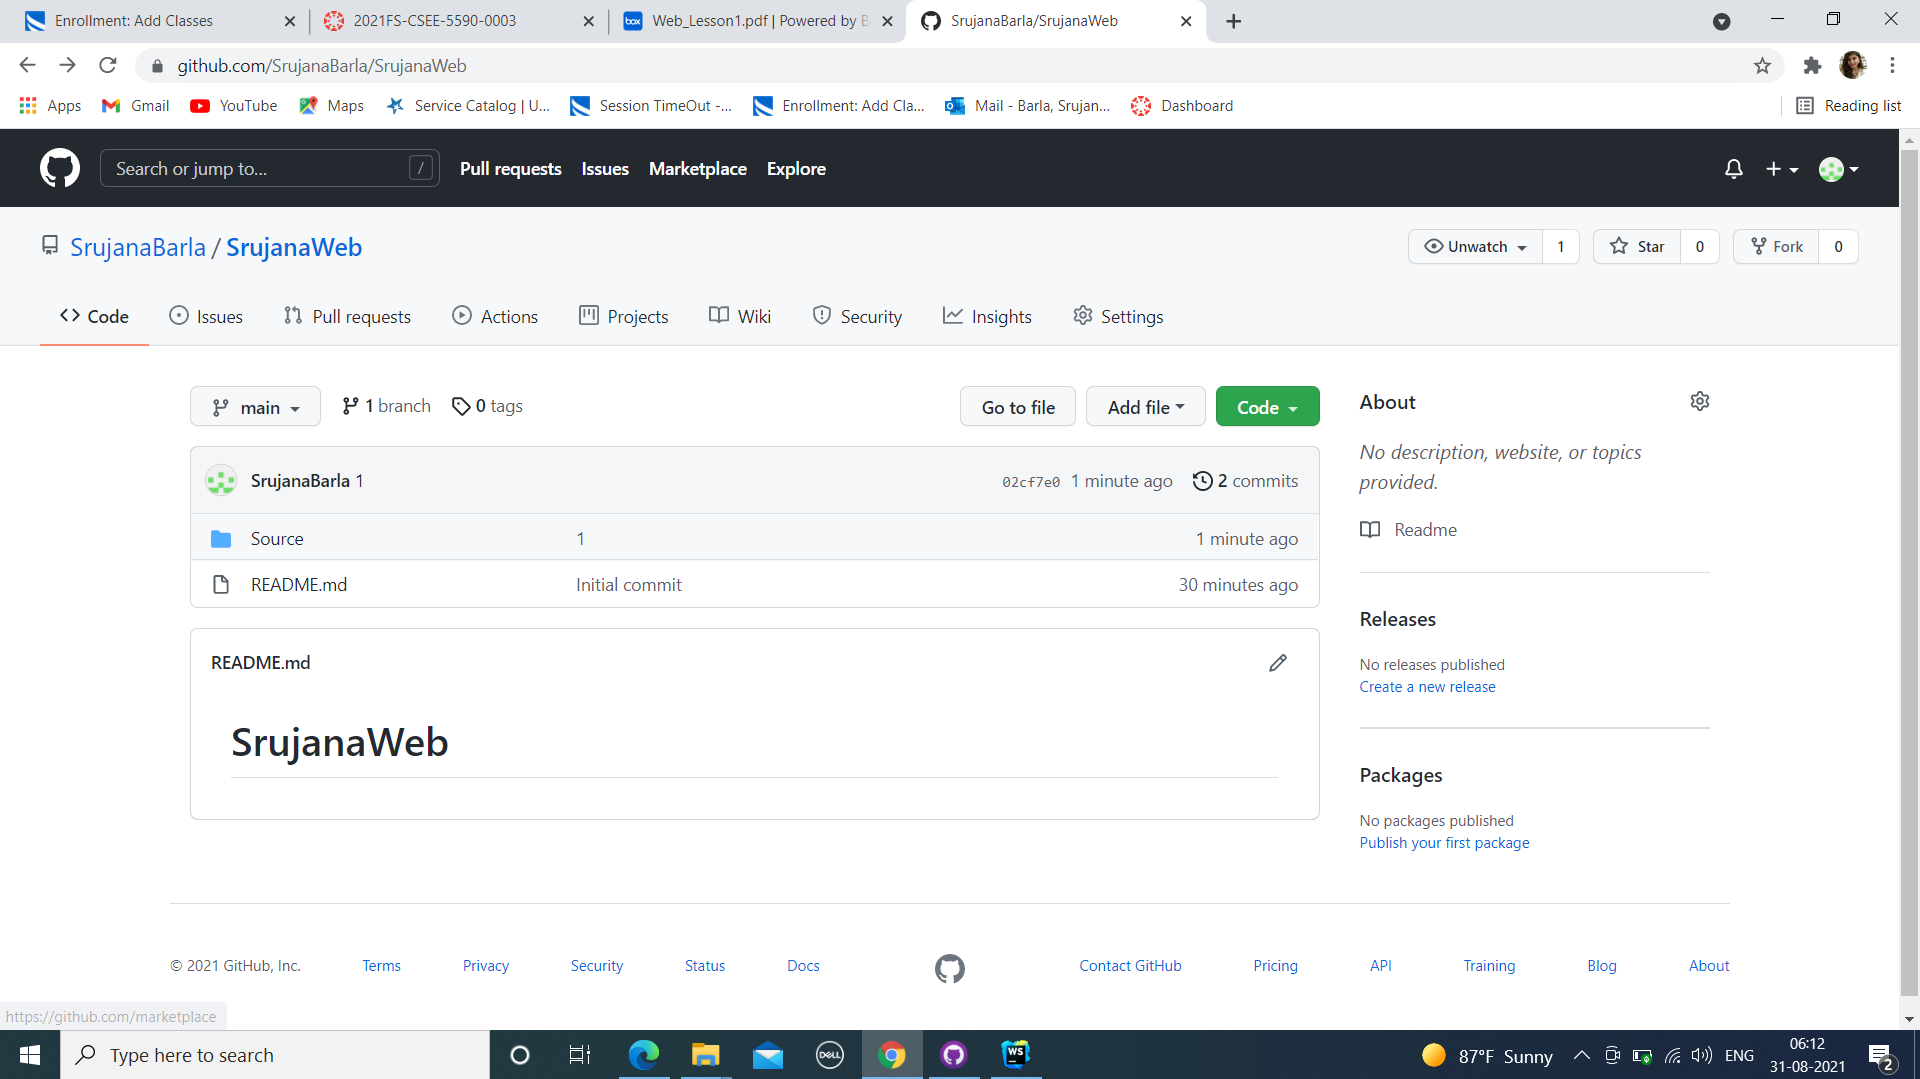 Enrollment: Add Classes
2021FS-CSEE-5590-0003
Web_Lesson1.pdf | Powered by B
SrujanaBarla/SrujanaWeb
github.com/SrujanaBarla/SrujanaWeb
Apps
Gmail
YouTube
Maps
Service Catalog | U...
Session TimeOut -...
Enrollment: Add Cla...
Mail - Barla, Srujan...
Dashboard
Reading list
Search or jump to...
/
Pull requests
Issues
Marketplace
Explore
SrujanaBarla / SrujanaWeb
Unwatch
1
Star
0
Fork
0
Code
Issues
Pull requests
Actions
Projects
Wiki
Security
Insights
Settings
main
1 branch
0 tags
Go to file
Add file
Code
About
No description, website, or topics
provided.
Readme
SrujanaBarla 1
02cf7e0
1 minute ago
2 commits
Source
1
1 minute ago
README.md
Initial commit
30 minutes ago
README.md
SrujanaWeb
Releases
No releases published
Create a new release
Packages
No packages published
Publish your first package
© 2021 GitHub, Inc.
Terms
Privacy
Security
Status
Docs
Contact GitHub
Pricing
API
Training
Blog
About
https://github.com/marketplace
Type here to search
DELL
WS
87°F Sunny
ENG
06:12
31-08-2021
2